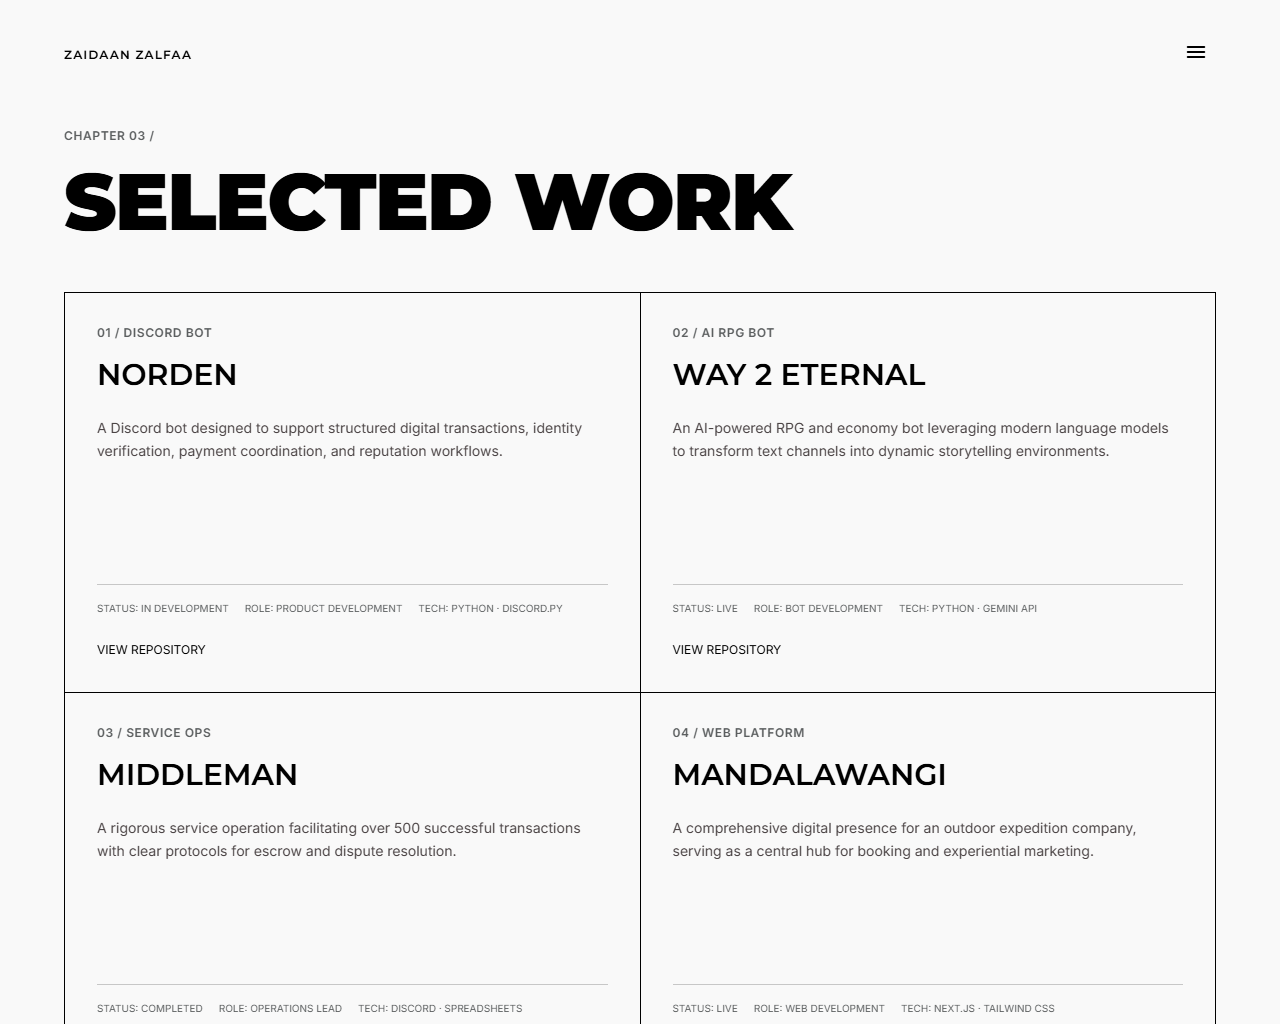 ZAIDAAN ZALFAA
CHAPTER 03 /
SELECTED WORK
01 / DISCORD BOT
NORDEN
A Discord bot designed to support structured digital transactions, identity
verification, payment coordination, and reputation workflows.
STATUS: IN DEVELOPMENT ROLE: PRODUCT DEVELOPMENT TECH: PYTHON · DISCORD.PY
VIEW REPOSITORY
02 / AI RPG BOT
WAY 2 ETERNAL
An AI-powered RPG and economy bot leveraging modern language models
to transform text channels into dynamic storytelling environments.
STATUS: LIVE ROLE: BOT DEVELOPMENT TECH: PYTHON · GEMINI API
VIEW REPOSITORY
03 / SERVICE OPS
MIDDLEMAN
A rigorous service operation facilitating over 500 successful transactions
with clear protocols for escrow and dispute resolution.
STATUS: COMPLETED ROLE: OPERATIONS LEAD TECH: DISCORD · SPREADSHEETS
04 / WEB PLATFORM
MANDALAWANGI
A comprehensive digital presence for an outdoor expedition company,
serving as a central hub for booking and experiential marketing.
STATUS: LIVE ROLE: WEB DEVELOPMENT TECH: NEXT.JS · TAILWIND CSS